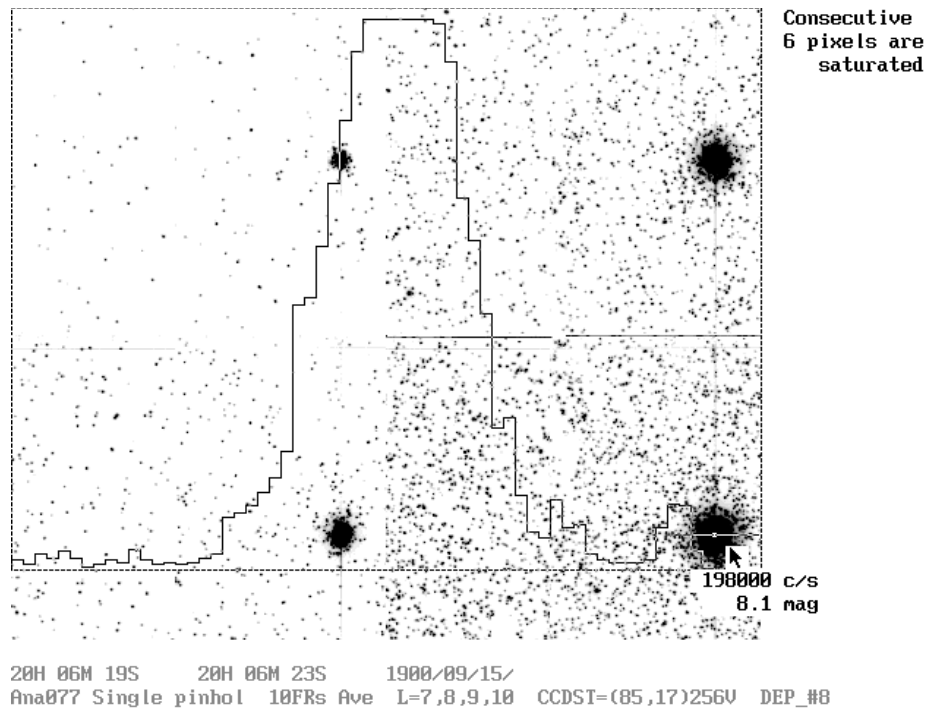 Consecutive
6 pixels are
saturated
198000 c/s
8.1 mag
20H 06M 19S 20H 06M 23S 1900/09/15/
Ana077 Single pinhol 10FRs Ave L=7,8,9,10 CCDST=(85,17)256V DEP_#8